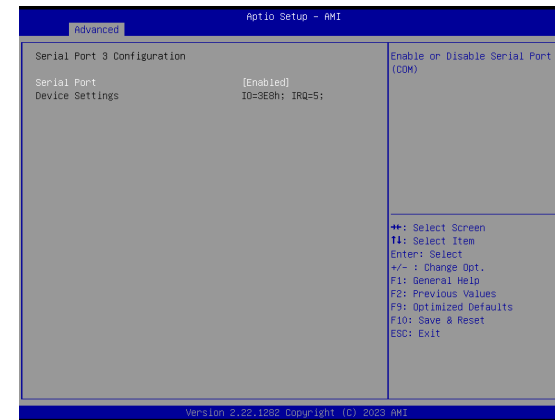 Aptio Setup - AMI
Advanced
Serial Port 3 Configuration
Serial Port [Enabled]
Device Settings IO=3E8h; IRQ=5;
Enable or Disable Serial Port
(COM)
→←: Select Screen
↑↓: Select Item
Enter: Select
+/- : Change Opt.
F1: General Help
F2: Previous Values
F9: Optimized Defaults
F10: Save & Reset
ESC: Exit
Version 2.22.1282 Copyright (C) 2023 AMI